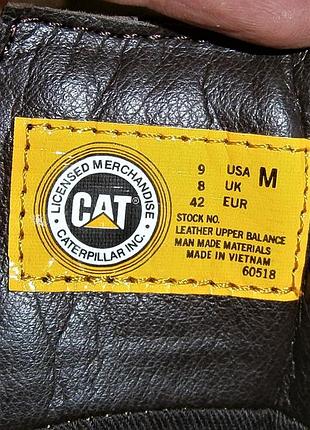 LICENSED MERCHANDISE
CAT
CATERPILLAR INC.
9 USA M
8 UK
42 EUR
STOCK NO.
LEATHER UPPER BALANCE
MAN MADE MATERIALS
MADE IN VIETNAM
60518